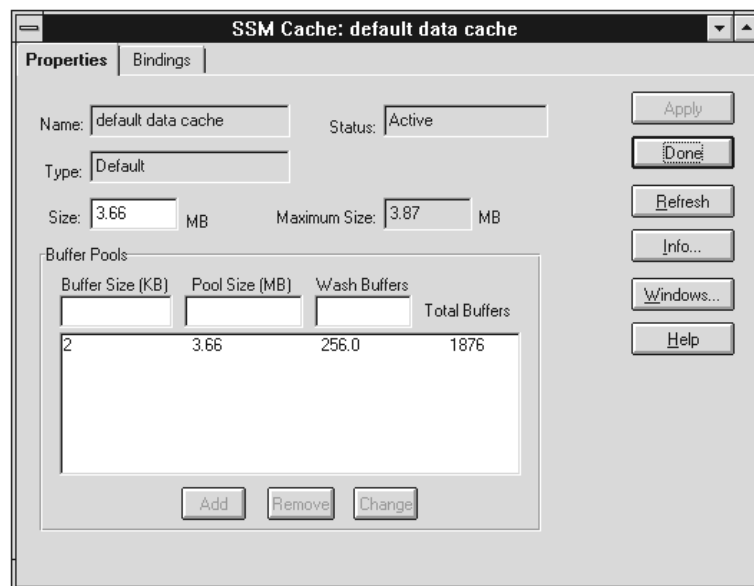 SSM Cache: default data cache
Properties Bindings
Name: default data cache Status: Active Apply
Type: Default Done
Size: 3.66 MB Maximum Size: 3.87 MB Refresh
Buffer Pools Info...
Buffer Size (KB) Pool Size (MB) Wash Buffers Windows...
Total Buffers Help
2 3.66 256.0 1876
Add Remove Change